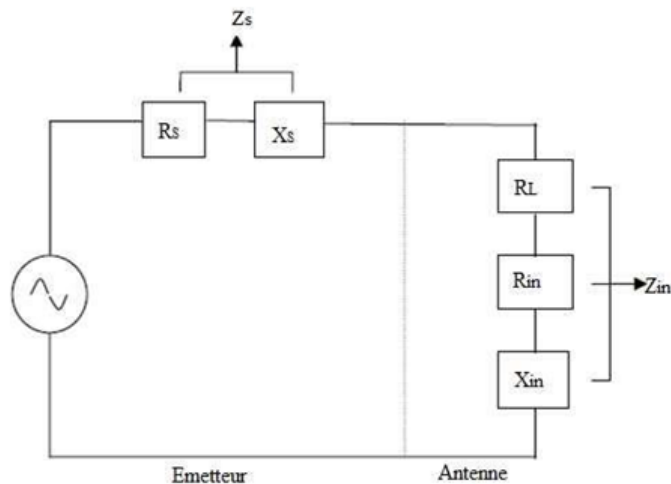 Zs
Rs
Xs
RL
Rin
Zin
Xin
Emetteur
Antenne